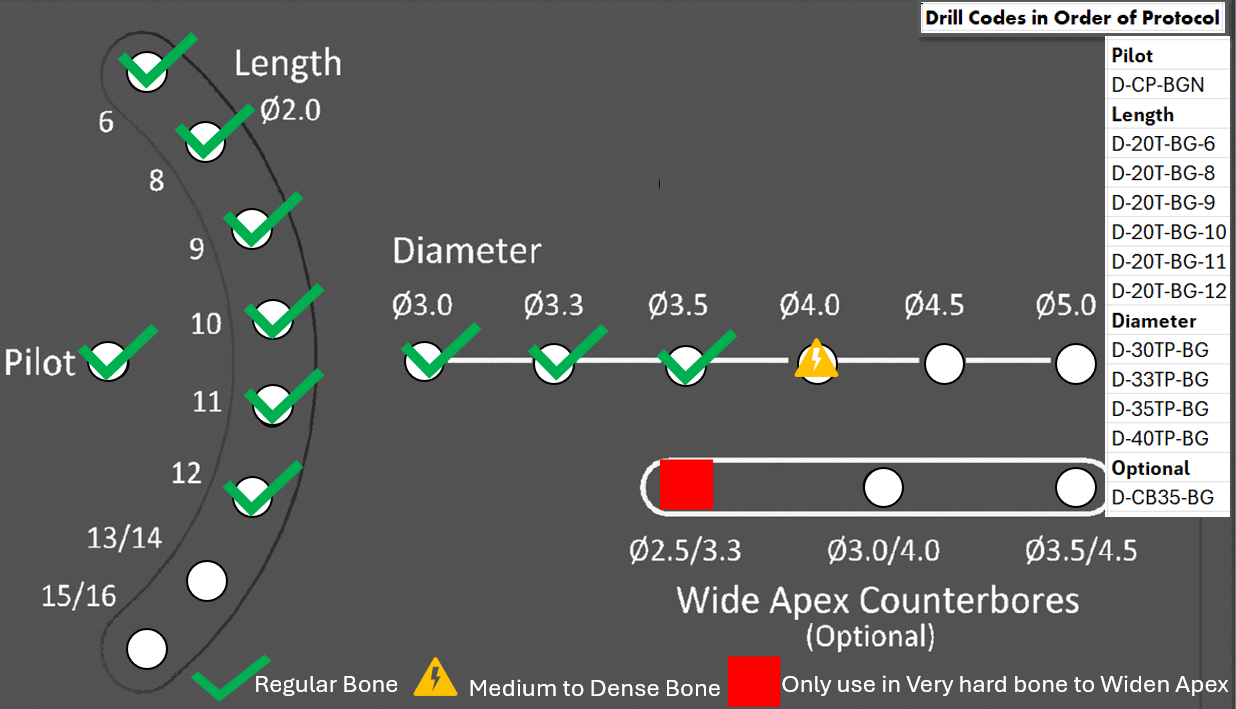 Drill Codes in Order of Protocol
Length
Ø2.0
6
8
9
10
11
12
13/14
15/16
Pilot
Diameter
Ø3.0 Ø3.3 Ø3.5 Ø4.0 Ø4.5 Ø5.0
Ø2.5/3.3 Ø3.0/4.0 Ø3.5/4.5
Wide Apex Counterbores
(Optional)
Pilot
D-CP-BGN
Length
D-20T-BG-6
D-20T-BG-8
D-20T-BG-9
D-20T-BG-10
D-20T-BG-11
D-20T-BG-12
Diameter
D-30TP-BG
D-33TP-BG
D-35TP-BG
D-40TP-BG
Optional
D-CB35-BG
Regular Bone Medium to Dense Bone Only use in Very hard bone to Widen Apex